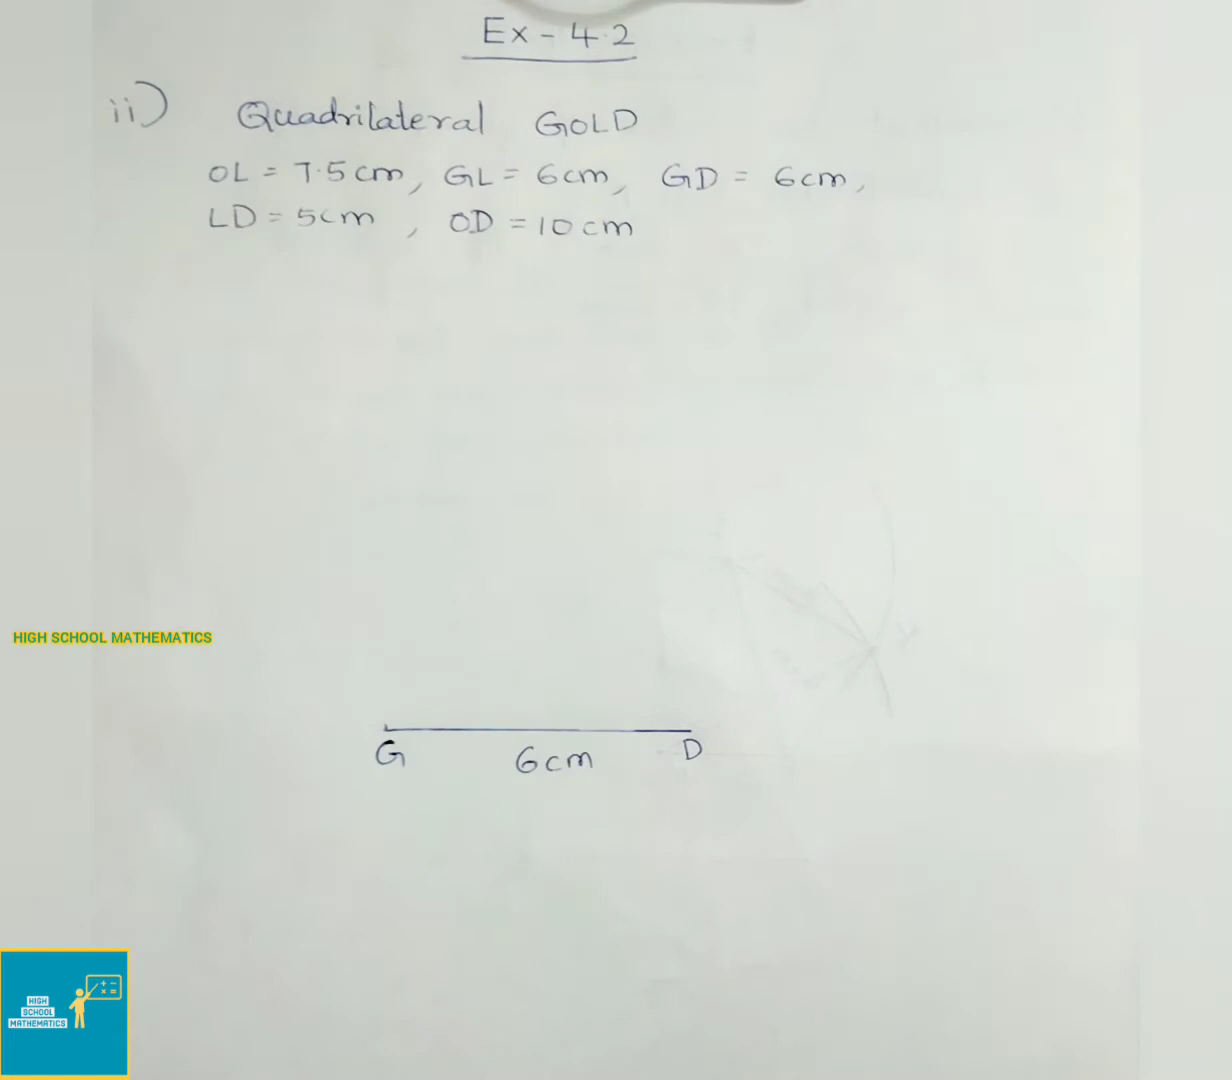 Ex - 4.2
ii) Quadrilateral GOLD
OL = 7.5 cm, GL = 6cm, GD = 6cm,
LD = 5cm , OD = 10 cm
HIGH SCHOOL MATHEMATICS
G 6cm D
HIGH
SCHOOL
MATHEMATICS